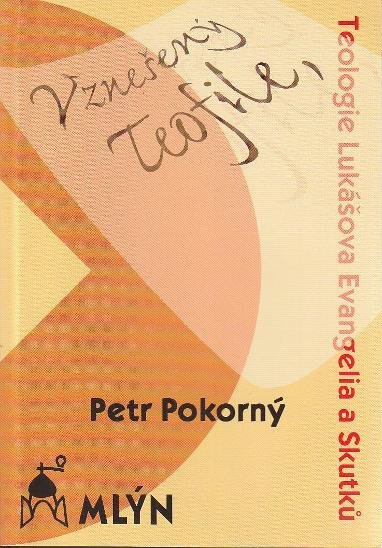 Vznešený
Teofile,
Teologie Lukášova Evangelia a Skutků
Petr Pokorný
MLÝN